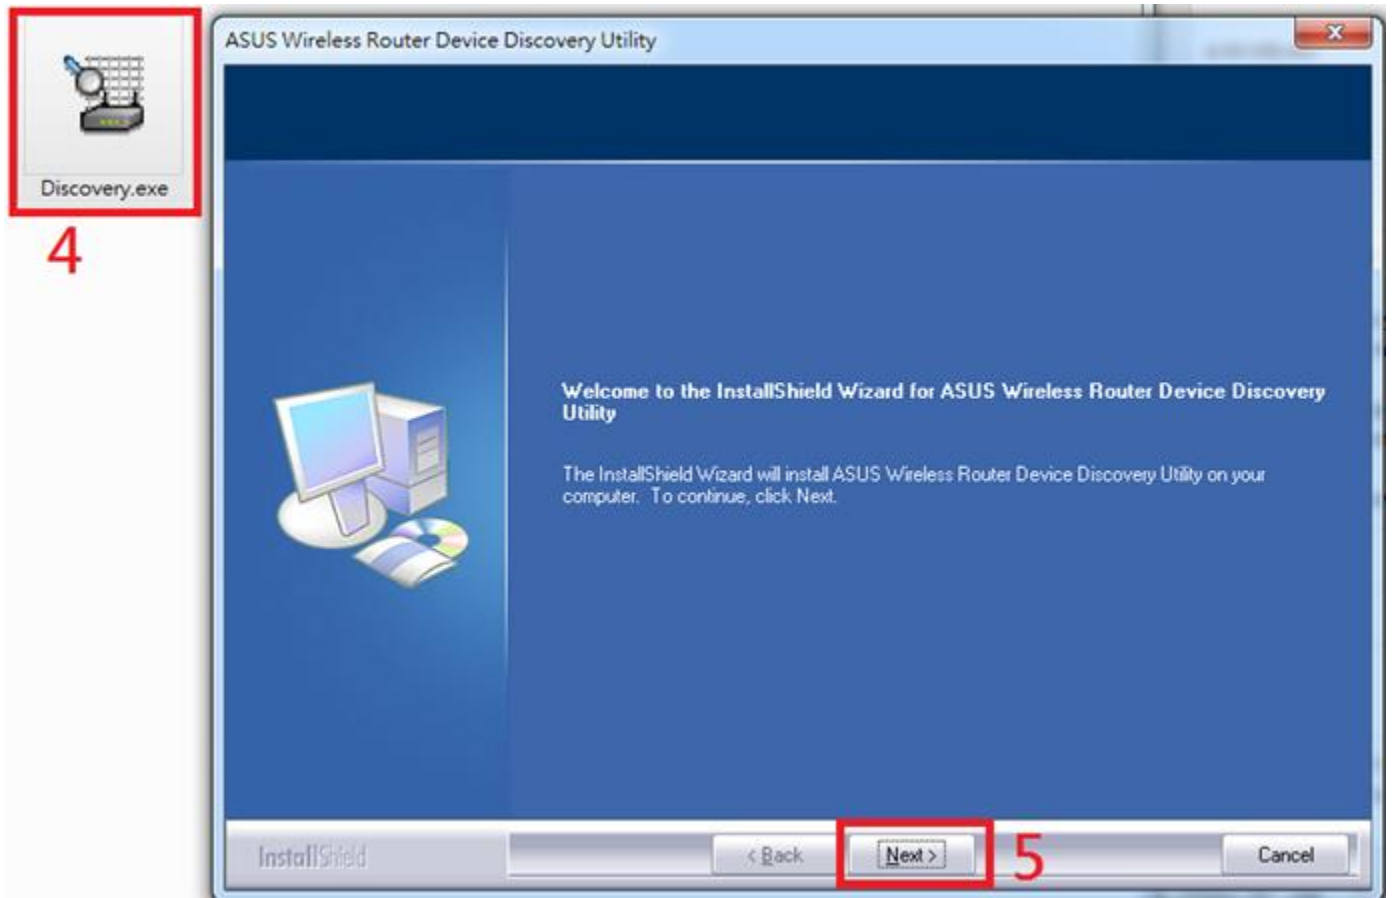 ASUS Wireless Router Device Discovery Utility
Discovery.exe
4
Welcome to the InstallShield Wizard for ASUS Wireless Router Device Discovery
Utility
The InstallShield Wizard will install ASUS Wireless Router Device Discovery Utility on your
computer. To continue, click Next.
InstallShield
< Back
Next >
5
Cancel